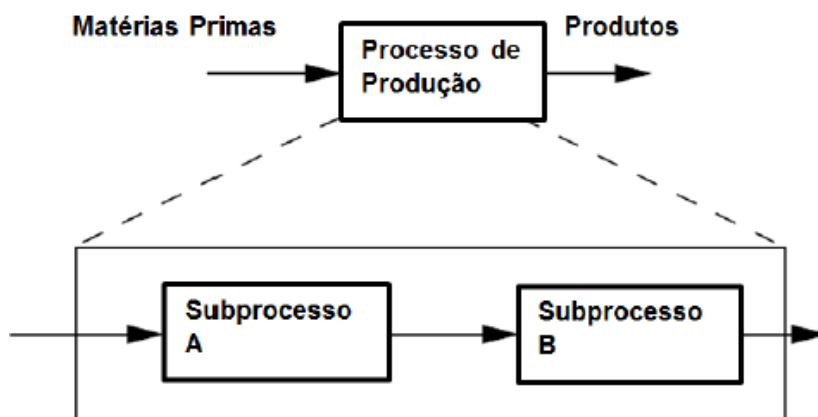 Matérias Primas
Processo de
Produção
Produtos
Subprocesso
A
Subprocesso
B